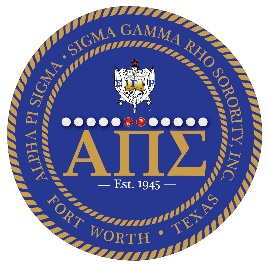 ALPHA PI SIGMA • SIGMA GAMMA RHO SORORITY, INC
ΑΠΣ
— Est. 1945 —
FORT WORTH • TEXAS